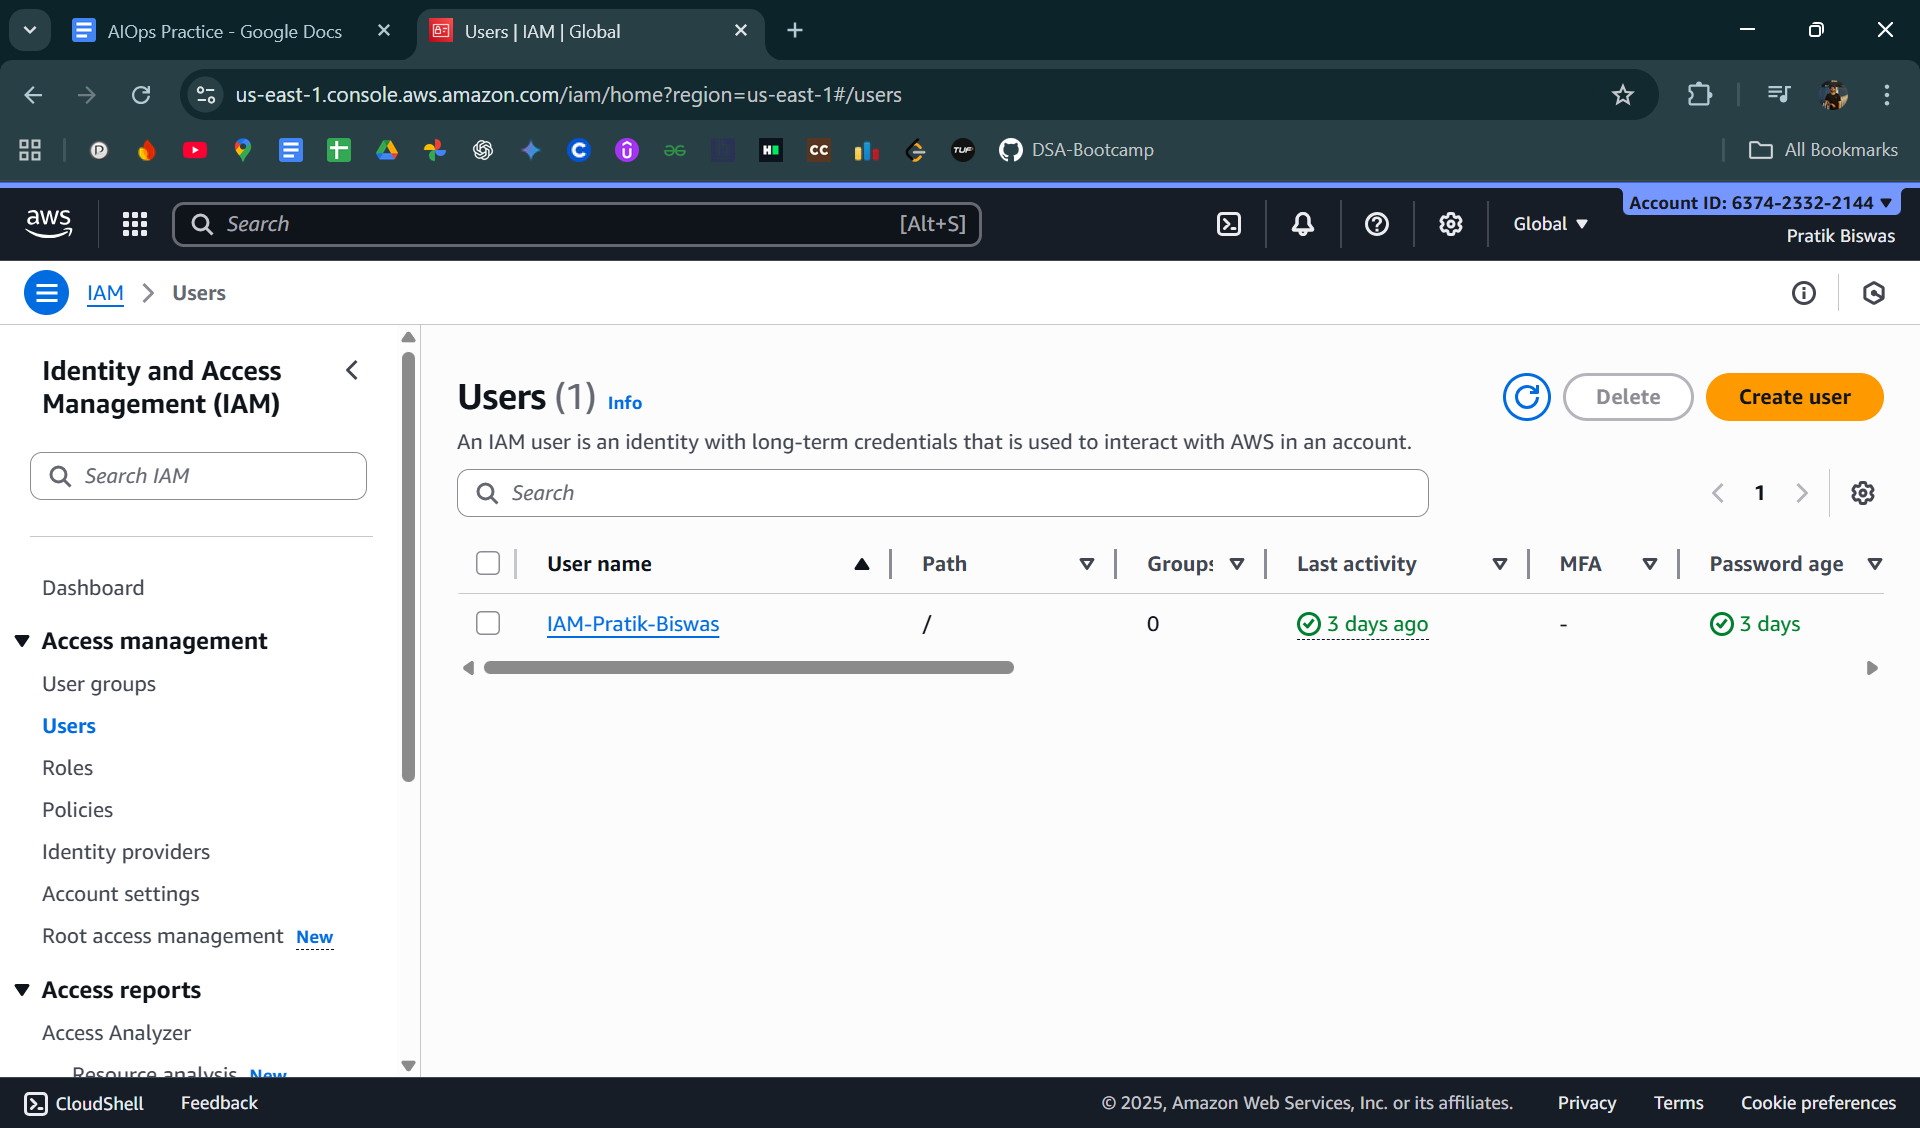 AIOps Practice - Google Docs
Users | IAM | Global
us-east-1.console.aws.amazon.com/iam/home?region=us-east-1#/users
DSA-Bootcamp
All Bookmarks
aws
Search
[Alt+S]
Global
Account ID: 6374-2332-2144
Pratik Biswas
IAM
Users
Identity and Access
Management (IAM)
Search IAM
Dashboard
Access management
User groups
Users
Roles
Policies
Identity providers
Account settings
Root access management New
Access reports
Access Analyzer
Resource analysis New
Users (1) Info
Delete
Create user
An IAM user is an identity with long-term credentials that is used to interact with AWS in an account.
Search
1
User name
Path
Groups
Last activity
MFA
Password age
IAM-Pratik-Biswas
/
0
3 days ago
-
3 days
CloudShell
Feedback
© 2025, Amazon Web Services, Inc. or its affiliates.
Privacy
Terms
Cookie preferences